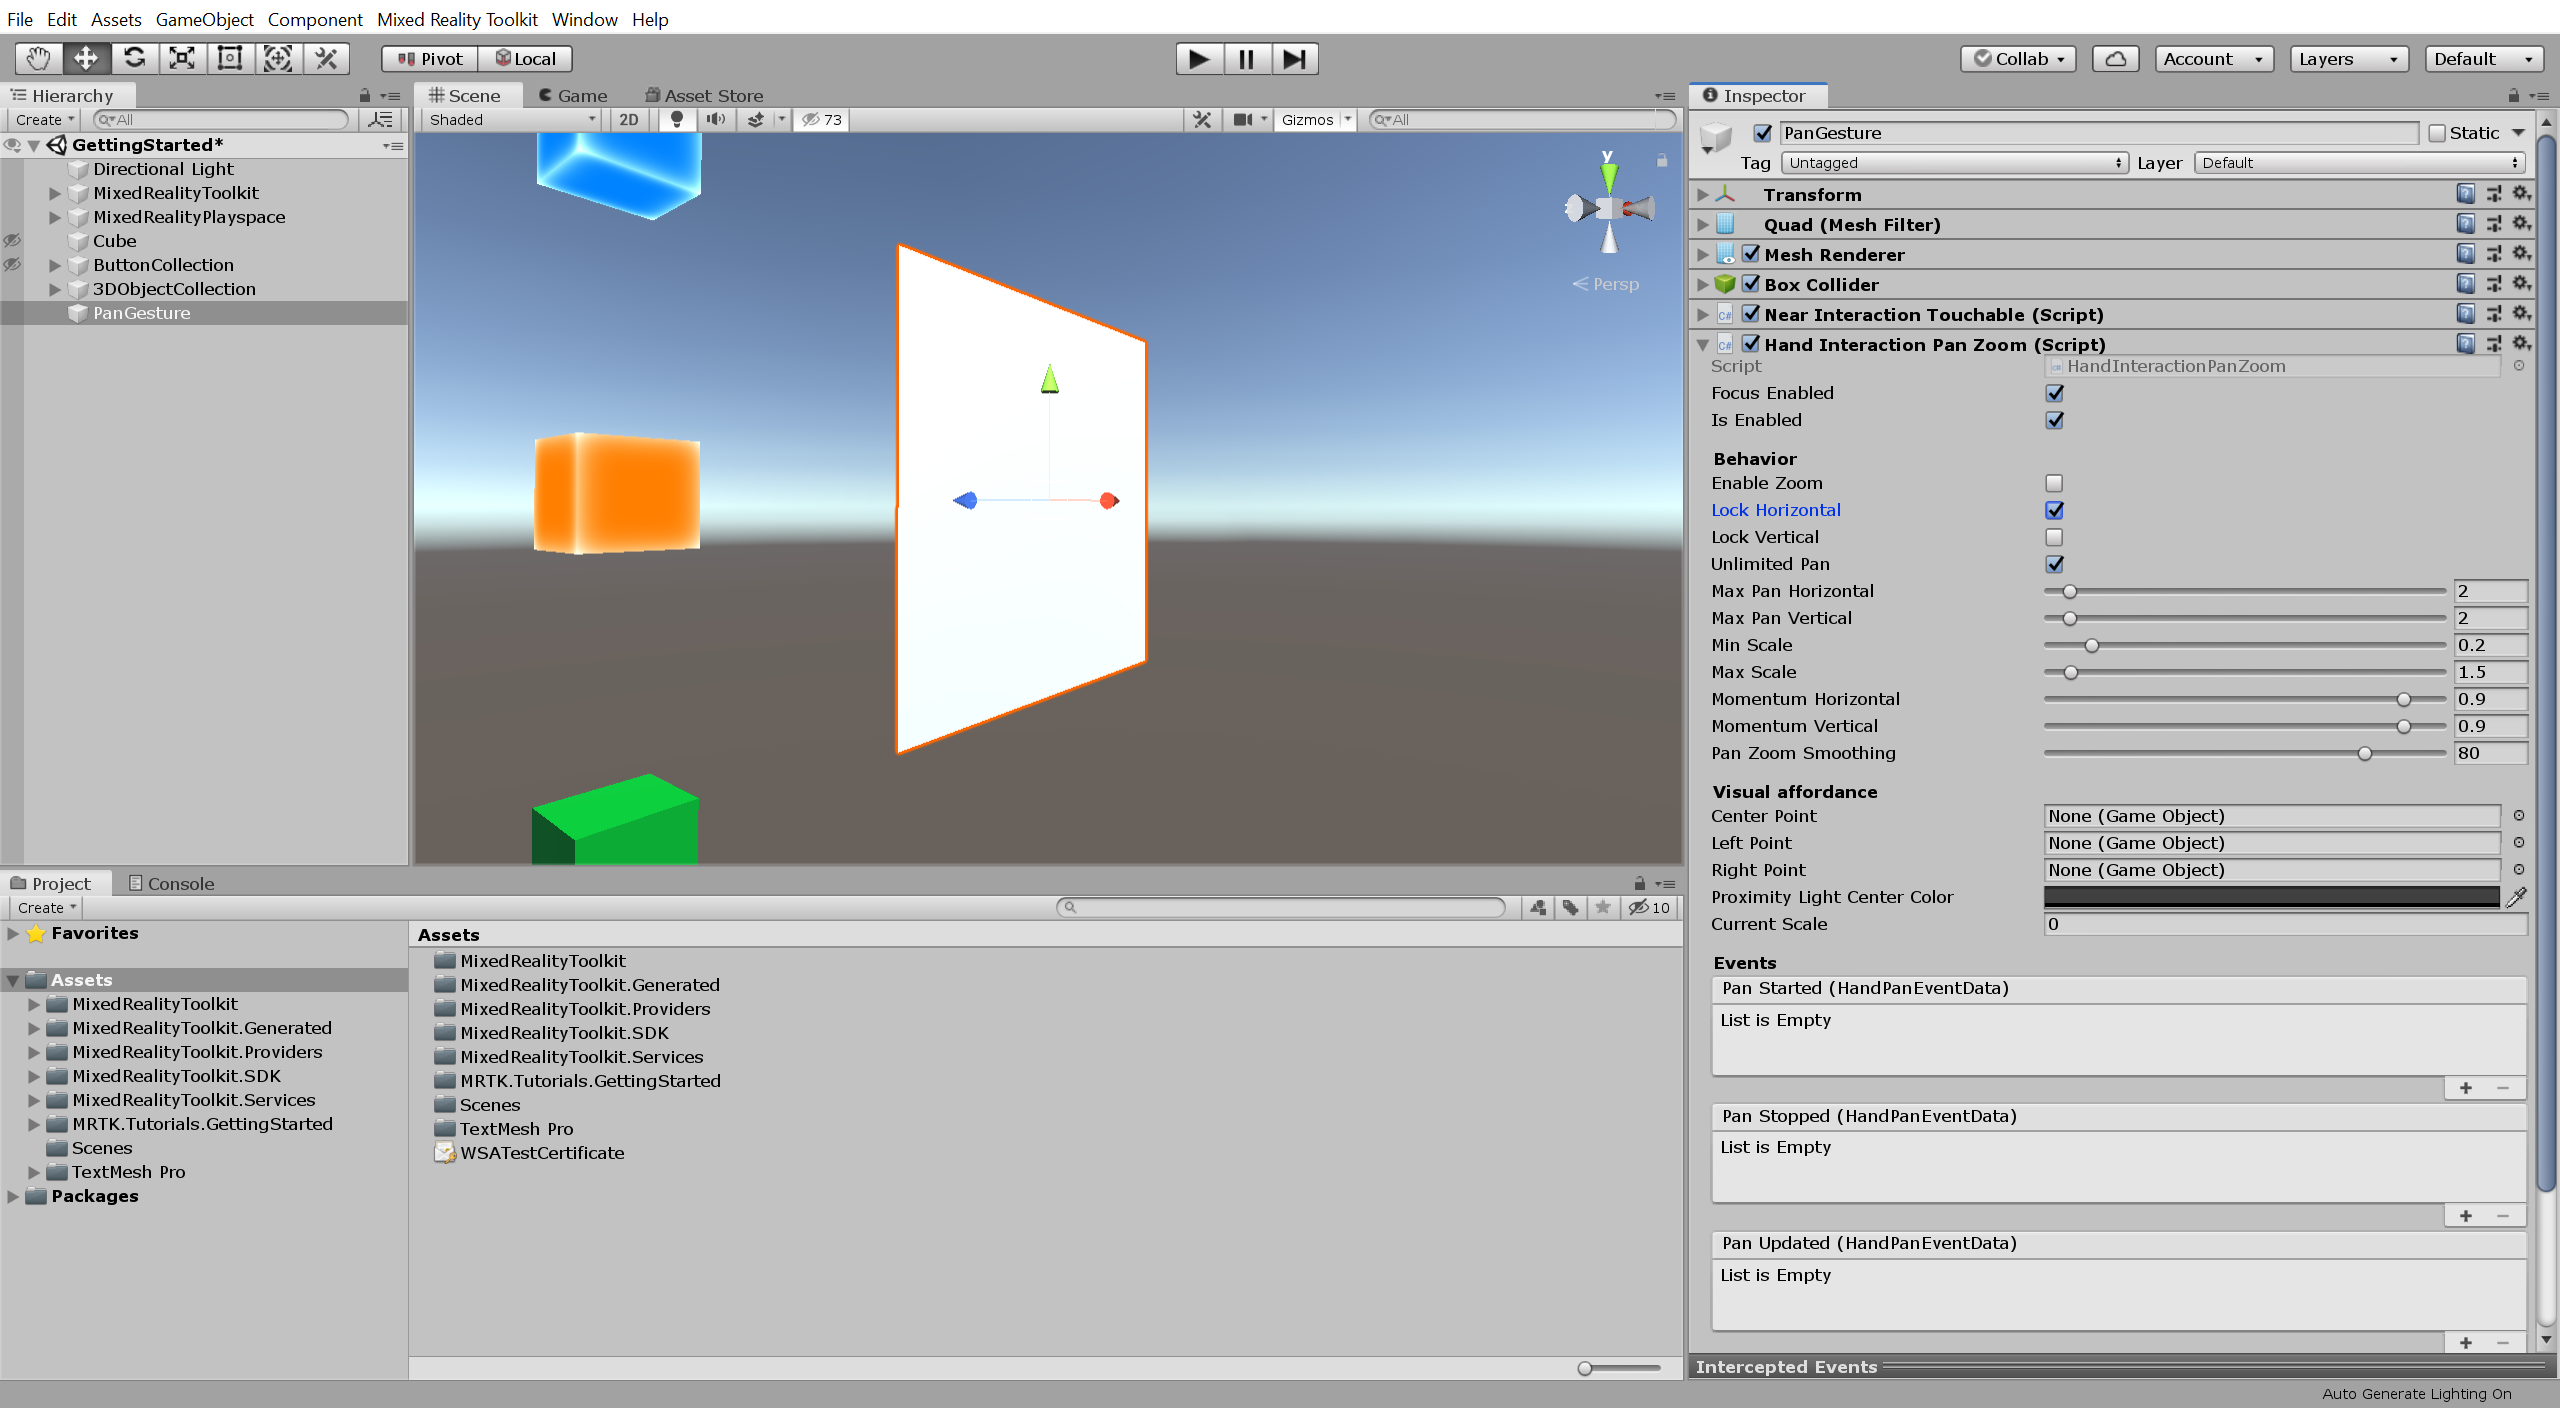 File Edit Assets GameObject Component Mixed Reality Toolkit Window Help
Pivot Local Collab Account Layers Default
Hierarchy
Create All
GettingStarted*
Directional Light
MixedRealityToolkit
MixedRealityPlayspace
Cube
ButtonCollection
3DObjectCollection
PanGesture
Scene Game Asset Store
Shaded 2D 73 Gizmos All
y
Persp
Inspector
PanGesture Static
Tag Untagged Layer Default
Transform
Quad (Mesh Filter)
Mesh Renderer
Box Collider
Near Interaction Touchable (Script)
Hand Interaction Pan Zoom (Script)
Script HandInteractionPanZoom
Focus Enabled
Is Enabled
Behavior
Enable Zoom
Lock Horizontal
Lock Vertical
Unlimited Pan
Max Pan Horizontal 2
Max Pan Vertical 2
Min Scale 0.2
Max Scale 1.5
Momentum Horizontal 0.9
Momentum Vertical 0.9
Pan Zoom Smoothing 80
Visual affordance
Center Point None (Game Object)
Left Point None (Game Object)
Right Point None (Game Object)
Proximity Light Center Color
Current Scale 0
Events
Pan Started (HandPanEventData)
List is Empty
Pan Stopped (HandPanEventData)
List is Empty
Pan Updated (HandPanEventData)
List is Empty
Intercepted Events
Project Console
Create 10
Favorites
Assets
MixedRealityToolkit
MixedRealityToolkit.Generated
MixedRealityToolkit.Providers
MixedRealityToolkit.SDK
MixedRealityToolkit.Services
MRTK.Tutorials.GettingStarted
Scenes
TextMesh Pro
Packages
Assets
MixedRealityToolkit
MixedRealityToolkit.Generated
MixedRealityToolkit.Providers
MixedRealityToolkit.SDK
MixedRealityToolkit.Services
MRTK.Tutorials.GettingStarted
Scenes
TextMesh Pro
WSATestCertificate
Auto Generate Lighting On